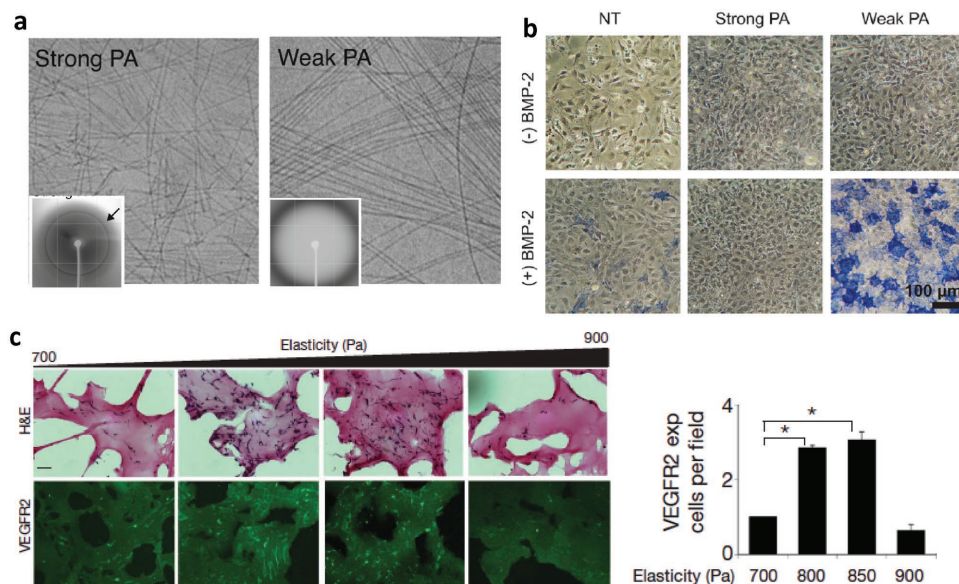 a
Strong PA
Weak PA
b
NT
Strong PA
Weak PA
(-) BMP-2
(+) BMP-2
100 µm
c
700
Elasticity (Pa)
900
H&E
VEGFR2
VEGFR2 exp
cells per field
4
2
0
*
*
Elasticity (Pa) 700 800 850 900